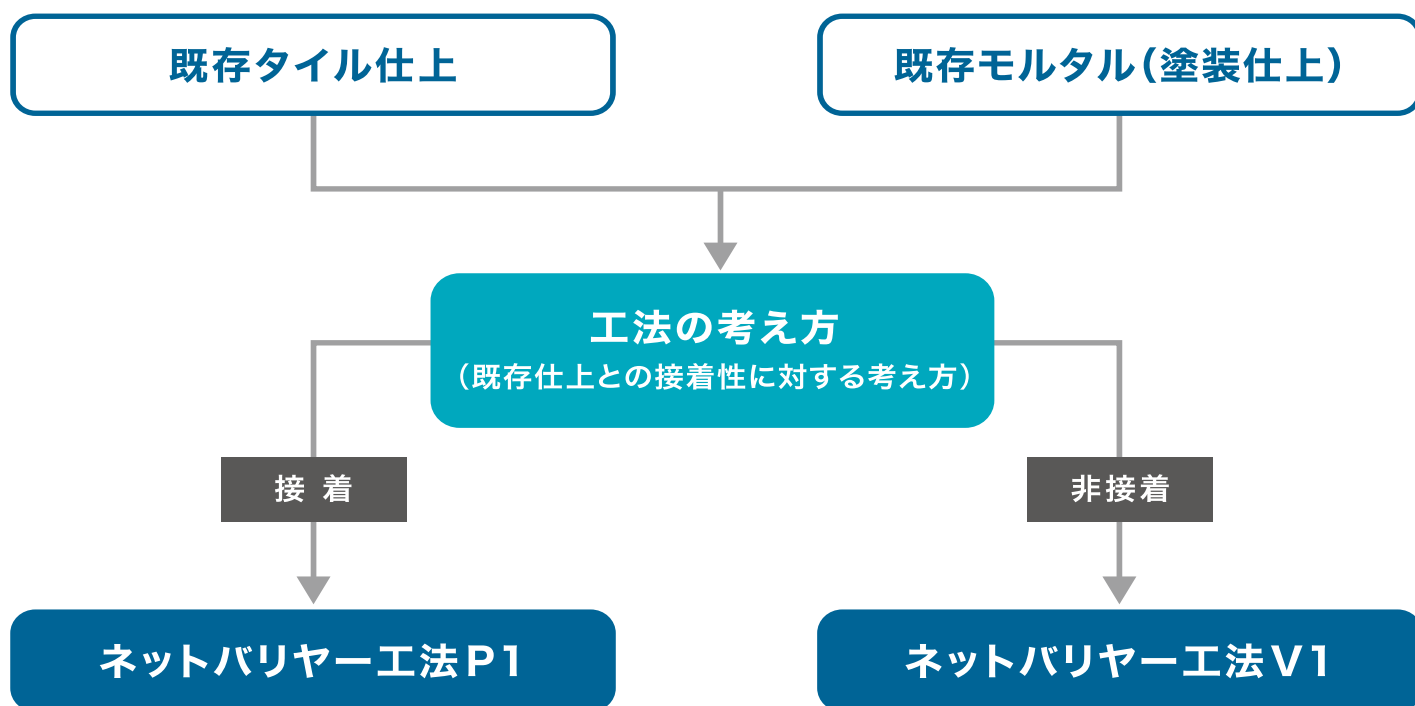 既存タイル仕上
既存モルタル(塗装仕上)
工法の考え方
(既存仕上との接着性に対する考え方)
接 着
非接着
ネットバリヤー工法P1
ネットバリヤー工法V1